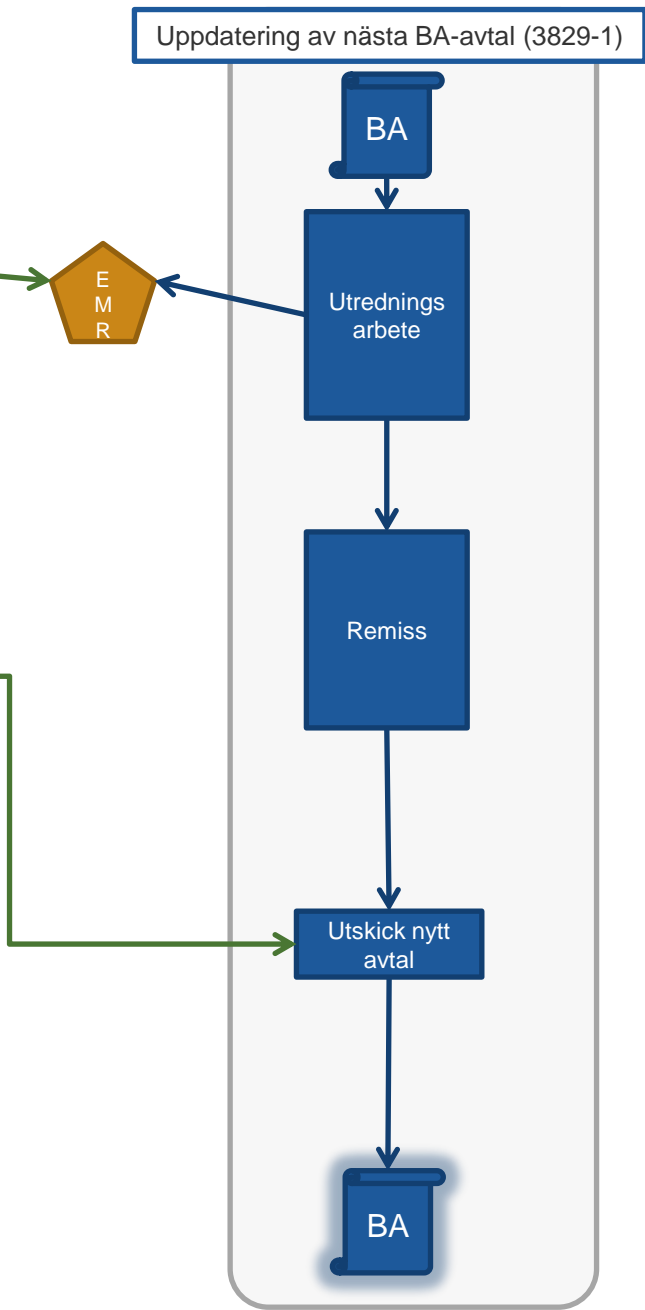 Uppdatering av nästa BA-avtal (3829-1)
BA
E
M
R
Utrednings
arbete
Remiss
Utskick nytt
avtal
BA